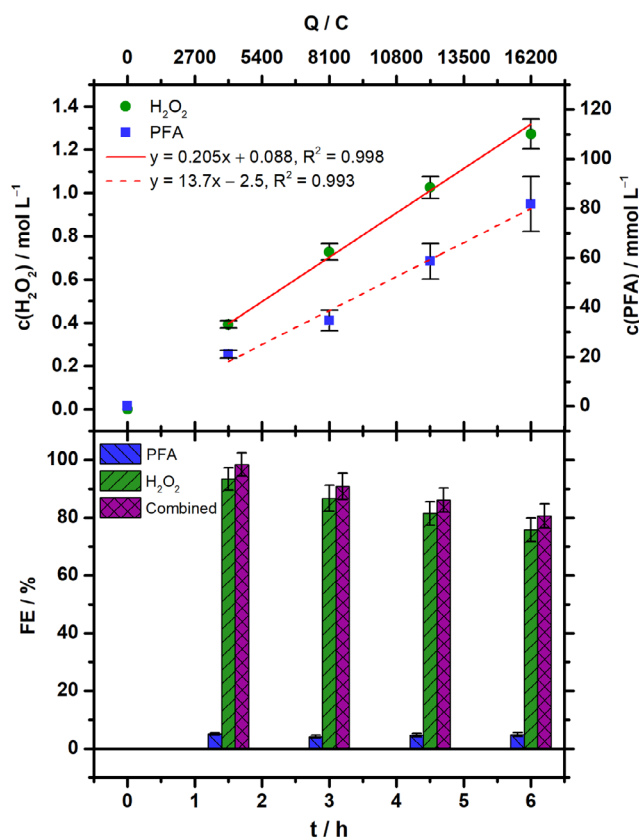 Q / C
0 2700 5400 8100 10800 13500 16200
H₂O₂
PFA
y = 0.205x + 0.088, R² = 0.998
y = 13.7x – 2.5, R² = 0.993
c(H₂O₂) / mol L⁻¹
1.4
1.2
1.0
0.8
0.6
0.4
0.2
0.0
c(PFA) / mmol L⁻¹
120
100
80
60
40
20
0
PFA
H₂O₂
Combined
FE / %
100
80
60
40
20
0
0 1 2 3 4 5 6
t / h